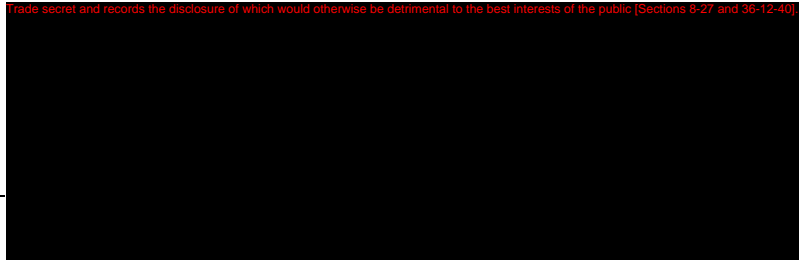 Trade secret and records the disclosure of which would otherwise be detrimental to the best interests of the public [Sections 8-27 and 36-12-40].